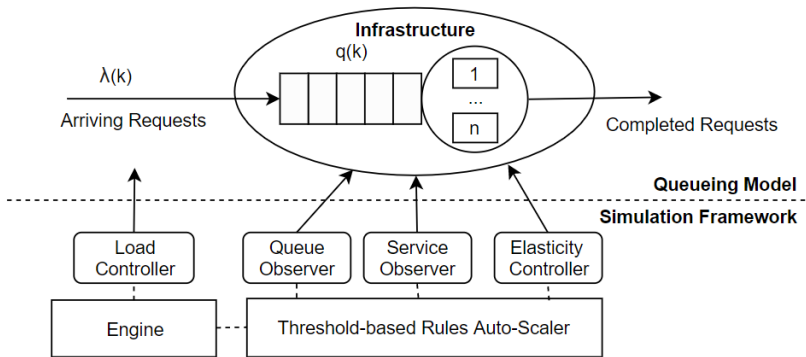 Infrastructure
q(k)
λ(k)
1
...
n
Arriving Requests
Completed Requests
Queueing Model
Simulation Framework
Load
Controller
Queue
Observer
Service
Observer
Elasticity
Controller
Engine
Threshold-based Rules Auto-Scaler